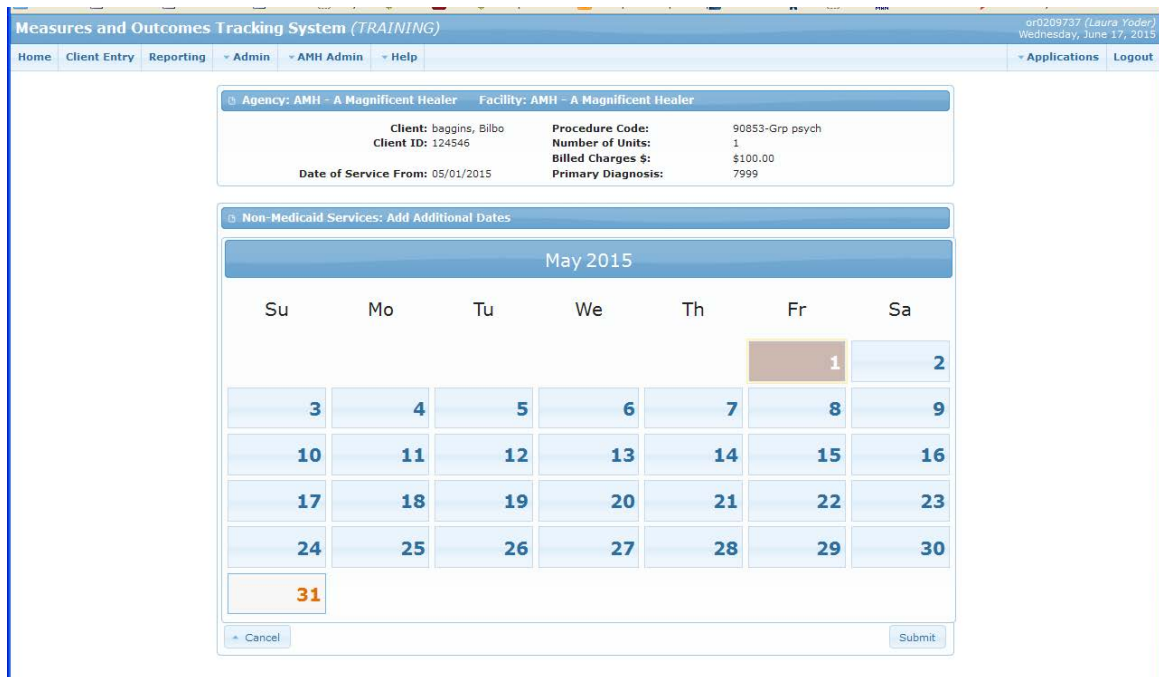 Measures and Outcomes Tracking System (TRAINING)
or0209737 (Laura Yoder)
Wednesday, June 17, 2015
Home Client Entry Reporting Admin AMH Admin Help Applications Logout
Agency: AMH - A Magnificent Healer Facility: AMH - A Magnificent Healer
Client: baggins, Bilbo Procedure Code: 90853-Grp psych
Client ID: 124546 Number of Units: 1
Billed Charges $: $100.00
Date of Service From: 05/01/2015 Primary Diagnosis: 7999
Non-Medicaid Services: Add Additional Dates
May 2015
Su Mo Tu We Th Fr Sa
1 2
3 4 5 6 7 8 9
10 11 12 13 14 15 16
17 18 19 20 21 22 23
24 25 26 27 28 29 30
31
Cancel Submit